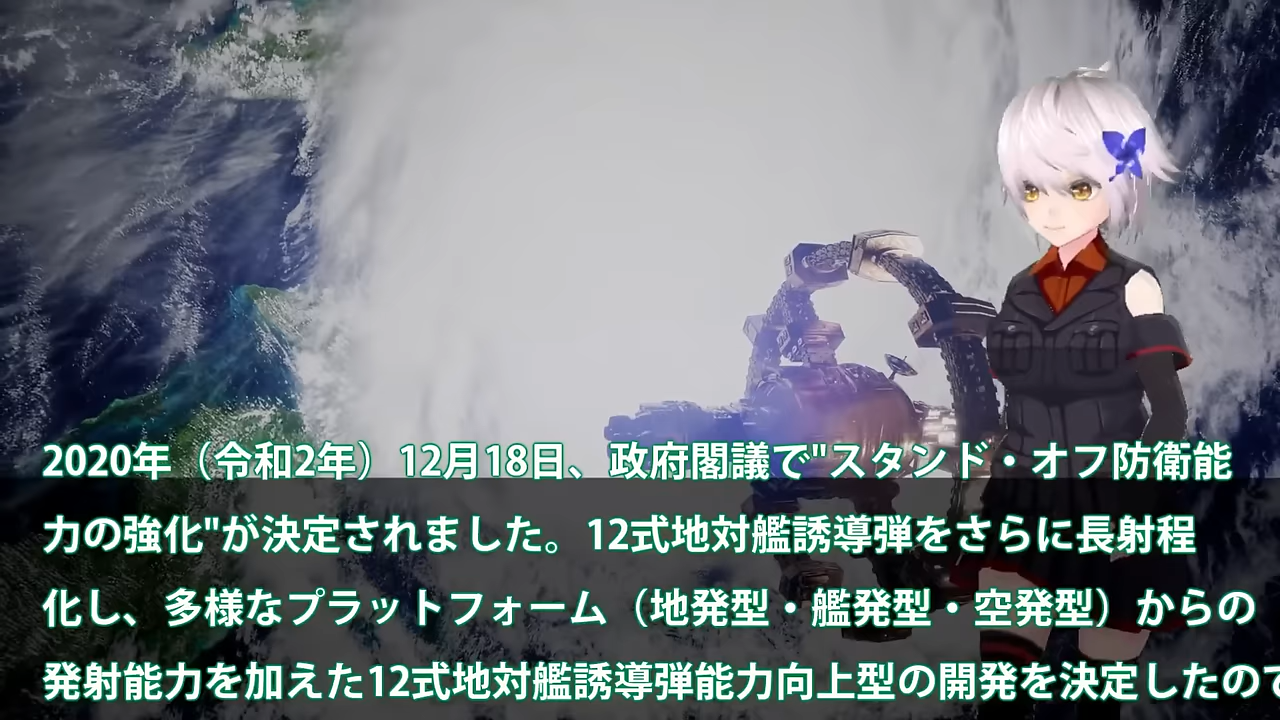 2020年（令和2年）12月18日、政府閣議で"スタンド・オフ防衛能
力の強化"が決定されました。12式地対艦誘導弾をさらに長射程
化し、多様なプラットフォーム（地発型・艦発型・空発型）からの
発射能力を加えた12式地対艦誘導弾能力向上型の開発を決定したので